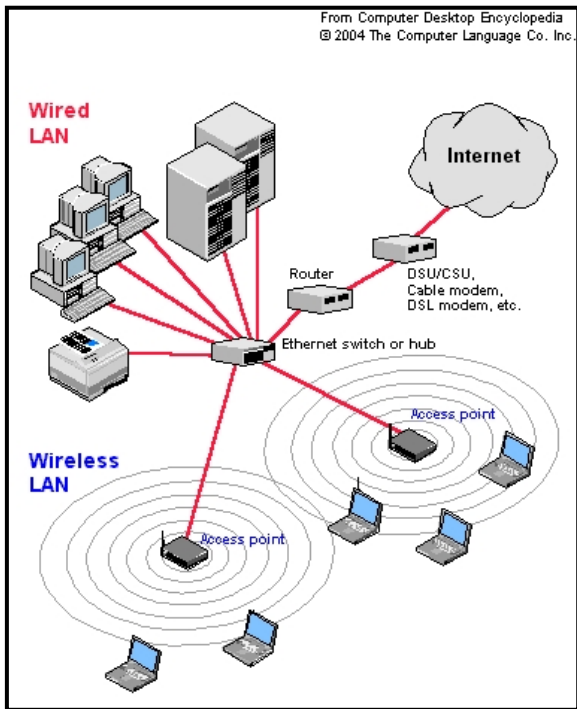 From Computer Desktop Encyclopedia
© 2004 The Computer Language Co. Inc.
Wired
LAN
Internet
Router
DSU/CSU,
Cable modem,
DSL modem, etc.
Ethernet switch or hub
Access point
Wireless
LAN
Access point